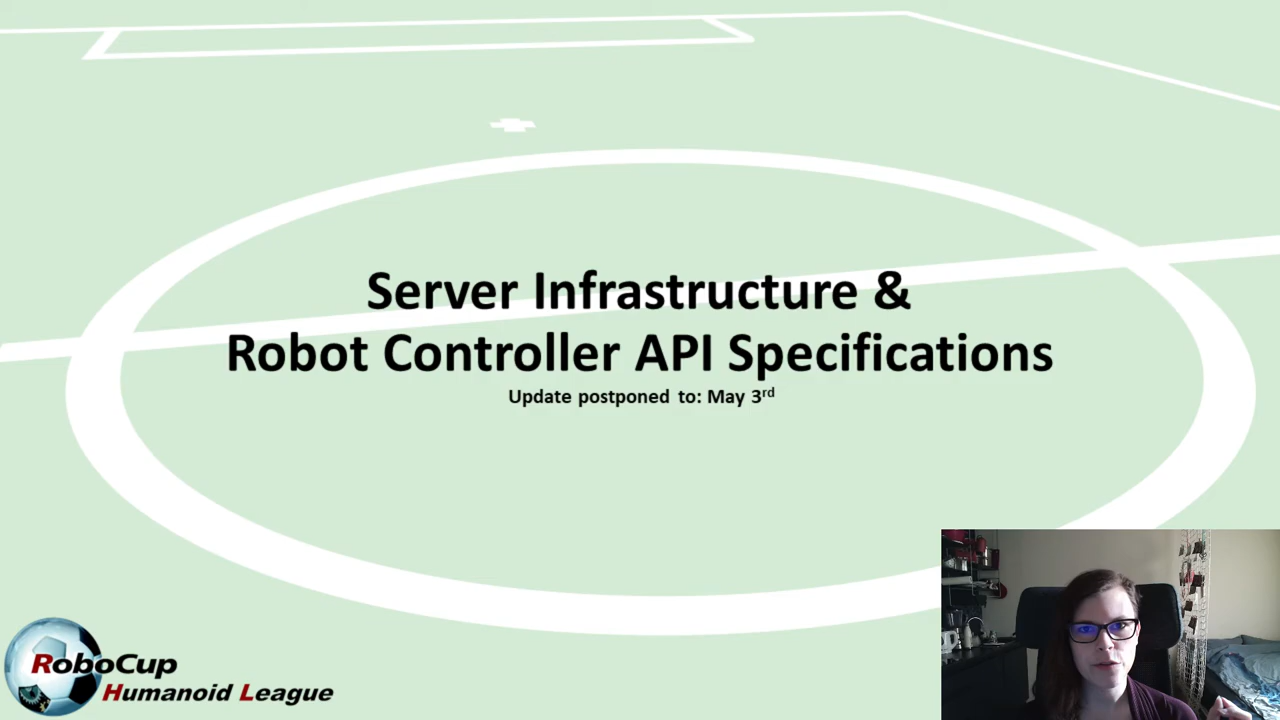 Server Infrastructure &
Robot Controller API Specifications
Update postponed to: May 3rd
RoboCup
Humanoid League